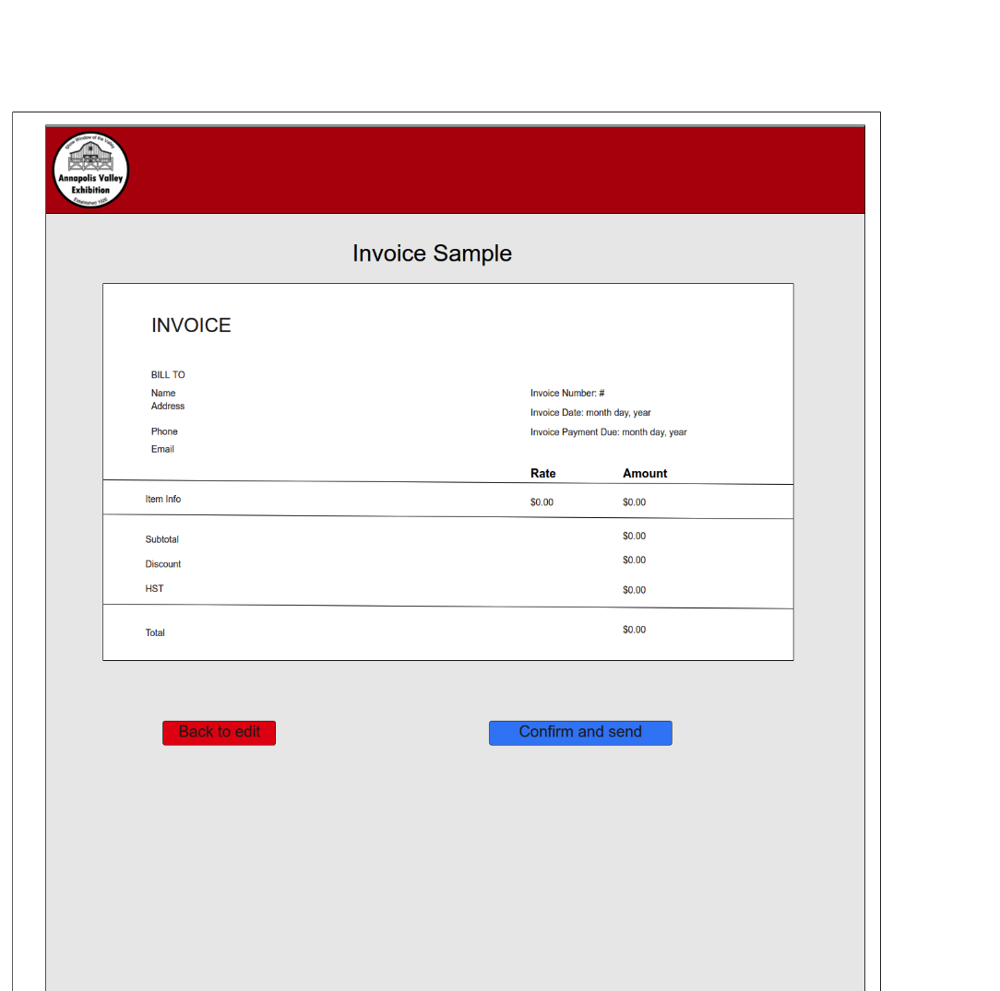 Show Window of the Valley
Annapolis Valley
Exhibition
Established 1926
Invoice Sample
INVOICE
BILL TO
Name
Address
Phone
Email
Invoice Number: #
Invoice Date: month day, year
Invoice Payment Due: month day, year
Rate Amount
Item Info $0.00 $0.00
Subtotal $0.00
Discount $0.00
HST $0.00
Total $0.00
Back to edit Confirm and send